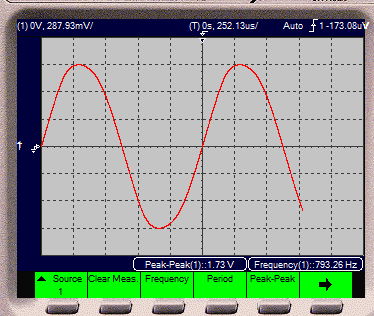 (1) 0V, 287.93mV/ (T) 0s, 252.13us/ Auto 1 -173.08uV
Peak-Peak(1)::1.73 V Frequency(1)::793.26 Hz
Source Clear Meas. Frequency Period Peak-Peak
1